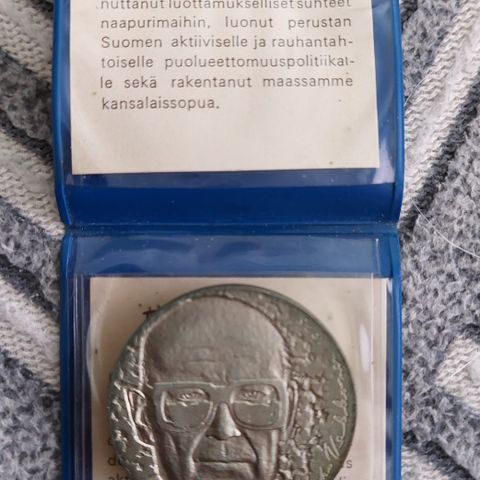 nuttanut luottamukselliset suhteet
naapurimaihin, luonut perustan
Suomen aktiiviselle ja rauhantah-
toiselle puolueettomuuspolitiikal-
le sekä rakentanut maassamme
kansalaissopua.